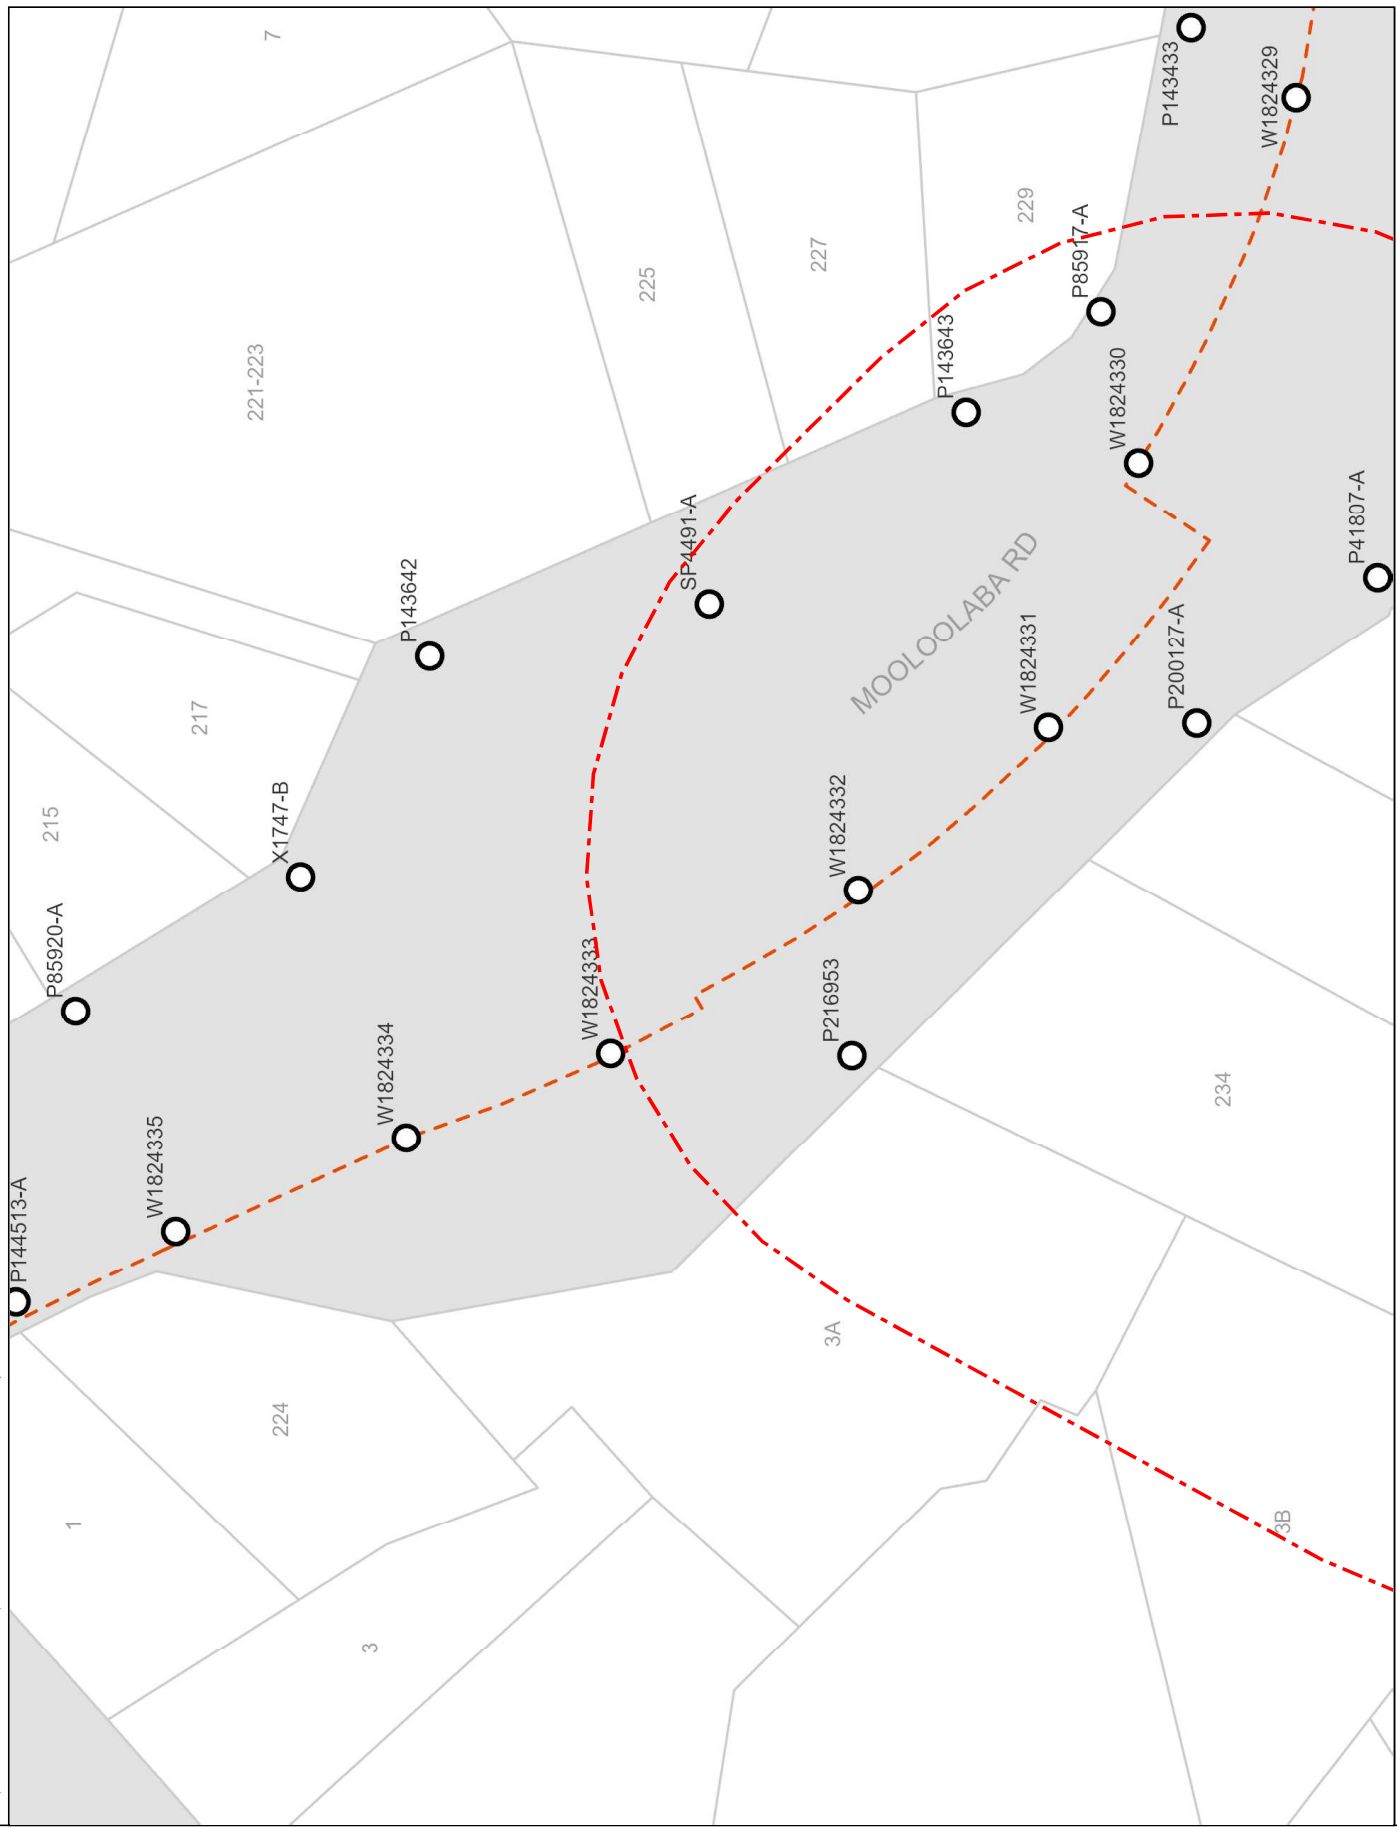 7
P143433
W1824329
229
P85917-A
227
225
221-223
P143643
W1824330
SP4491-A
P41807-A
P143642
MOOLOOLABA RD
W1824331
P200127-A
217
215
X1747-B
W1824332
P85920-A
W1824333
P216953
W1824334
234
W1824335
P144513-A
3A
224
1
3B
3